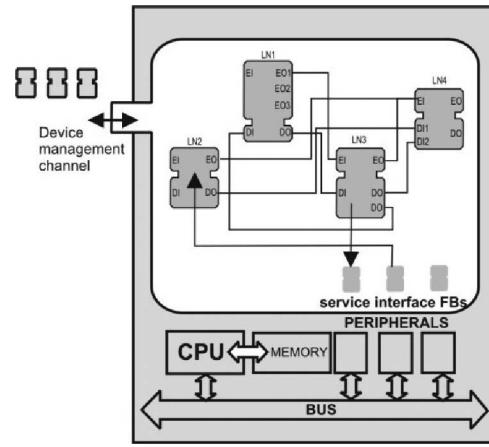 LN1
EI EO1
EO2
EO3
DI DO
LN4
EI EO
DI1
DO
DI2
LN2
EI EO
DI DO
LN3
EI EO
DI DO
DO
Device
management
channel
service interface FBs
PERIPHERALS
CPU
MEMORY
BUS